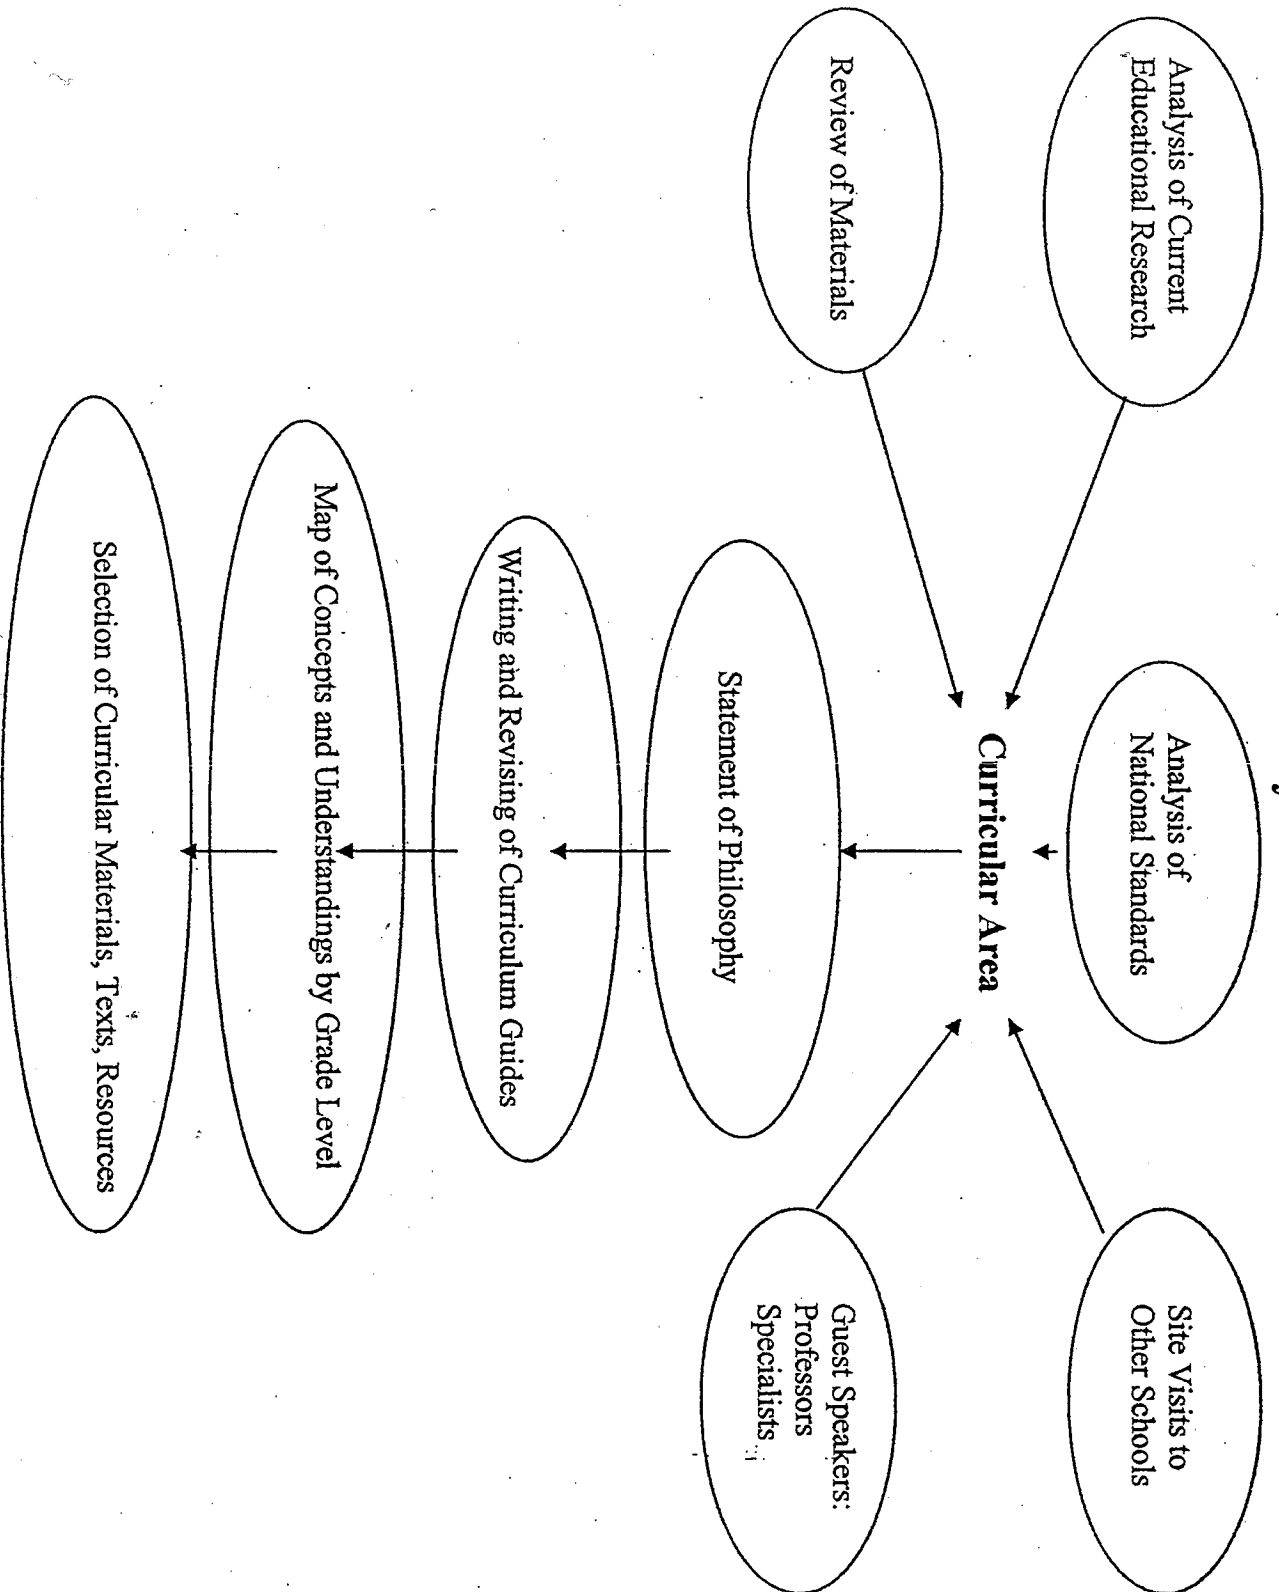 Analysis of Current
Educational Research
Analysis of
National Standards
Site Visits to
Other Schools
Review of Materials
Curricular Area
Guest Speakers:
Professors
Specialists
Statement of Philosophy
Writing and Revising of Curriculum Guides
Map of Concepts and Understandings by Grade Level
Selection of Curricular Materials, Texts, Resources